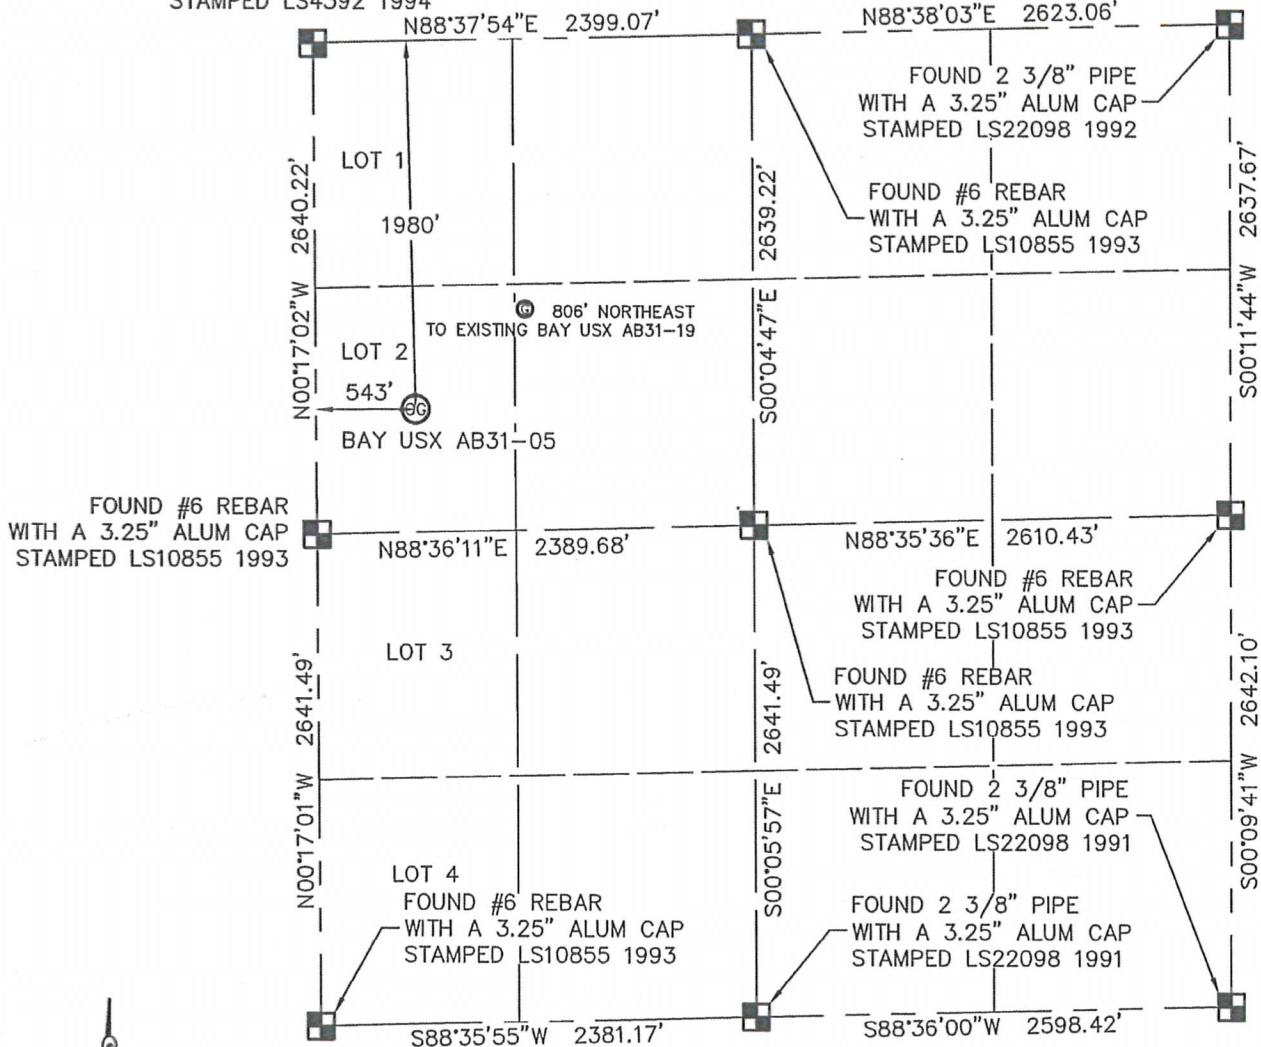 STAMPED LS4392 1994
N88°37'54"E 2399.07'
N88°38'03"E 2623.06'
FOUND 2 3/8" PIPE
WITH A 3.25" ALUM CAP
STAMPED LS22098 1992
LOT 1
2640.22'
N00°17'02"W
1980'
2639.22'
S00°04'47"E
FOUND #6 REBAR
WITH A 3.25" ALUM CAP
STAMPED LS10855 1993
2637.67'
S00°11'44"W
G 806' NORTHEAST
TO EXISTING BAY USX AB31-19
LOT 2
543'
BAY USX AB31-05
FOUND #6 REBAR
WITH A 3.25" ALUM CAP
STAMPED LS10855 1993
N88°36'11"E 2389.68'
N88°35'36"E 2610.43'
FOUND #6 REBAR
WITH A 3.25" ALUM CAP
STAMPED LS10855 1993
LOT 3
2641.49'
N00°17'01"W
FOUND #6 REBAR
WITH A 3.25" ALUM CAP
STAMPED LS10855 1993
2641.49'
S00°05'57"E
2642.10'
S00°09'41"W
FOUND 2 3/8" PIPE
WITH A 3.25" ALUM CAP
STAMPED LS22098 1991
LOT 4
FOUND #6 REBAR
WITH A 3.25" ALUM CAP
STAMPED LS10855 1993
FOUND 2 3/8" PIPE
WITH A 3.25" ALUM CAP
STAMPED LS22098 1991
S88°35'55"W 2381.17'
S88°36'00"W 2598.42'